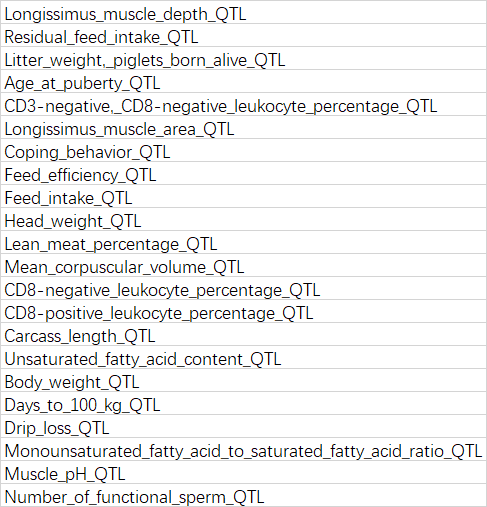 Longissimus_muscle_depth_QTL
Residual_feed_intake_QTL
Litter_weight,_piglets_born_alive_QTL
Age_at_puberty_QTL
CD3-negative,_CD8-negative_leukocyte_percentage_QTL
Longissimus_muscle_area_QTL
Coping_behavior_QTL
Feed_efficiency_QTL
Feed_intake_QTL
Head_weight_QTL
Lean_meat_percentage_QTL
Mean_corpuscular_volume_QTL
CD8-negative_leukocyte_percentage_QTL
CD8-positive_leukocyte_percentage_QTL
Carcass_length_QTL
Unsaturated_fatty_acid_content_QTL
Body_weight_QTL
Days_to_100_kg_QTL
Drip_loss_QTL
Monounsaturated_fatty_acid_to_saturated_fatty_acid_ratio_QTL
Muscle_pH_QTL
Number_of_functional_sperm_QTL